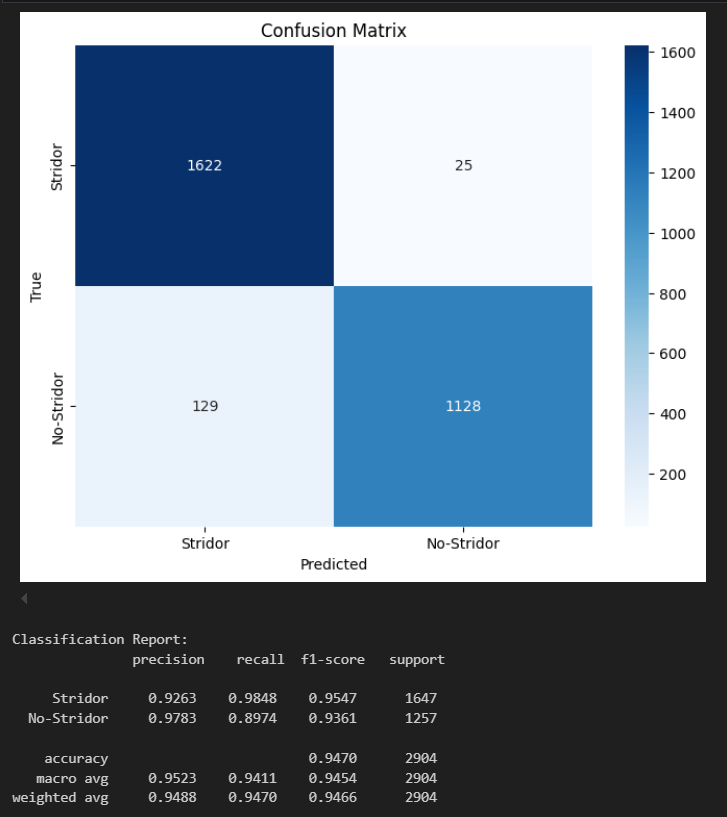 Confusion Matrix
Stridor
1622
25
No-Stridor
129
1128
True
Stridor
No-Stridor
Predicted
1600
1400
1200
1000
800
600
400
200
Classification Report:
precision recall f1-score support
Stridor 0.9263 0.9848 0.9547 1647
No-Stridor 0.9783 0.8974 0.9361 1257
accuracy 0.9470 2904
macro avg 0.9523 0.9411 0.9454 2904
weighted avg 0.9488 0.9470 0.9466 2904